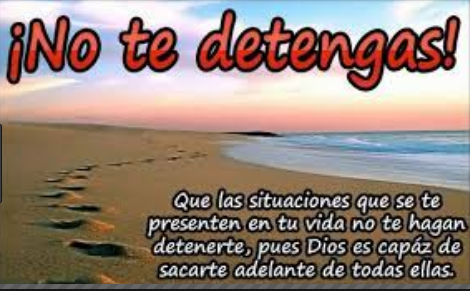 ¡No te detengas!
Que las situaciones que se te
presenten en tu vida no te hagan
detenerte, pues Dios es capáz de
sacarte adelante de todas ellas.